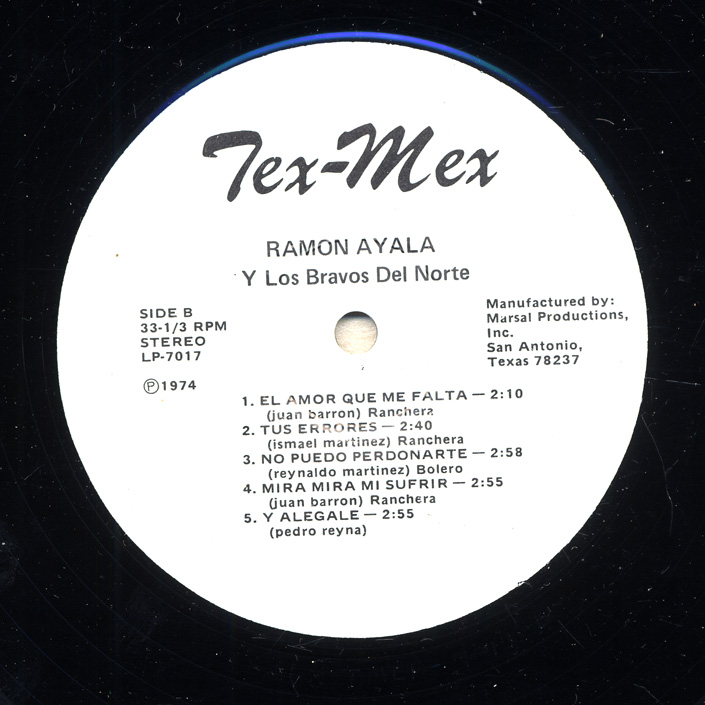 Tex-Mex
RAMON AYALA
Y Los Bravos Del Norte
SIDE B
33-1/3 RPM
STEREO
LP-7017
Ⓟ1974
Manufactured by:
Marsal Productions,
Inc.
San Antonio,
Texas 78237
1. EL AMOR QUE ME FALTA — 2:10
(juan barron) Ranchera
2. TUS ERRORES — 2:40
(ismael martinez) Ranchera
3. NO PUEDO PERDONARTE — 2:58
(reynaldo martinez) Bolero
4. MIRA MIRA MI SUFRIR — 2:55
(juan barron) Ranchera
5. Y ALEGALE — 2:55
(pedro reyna)